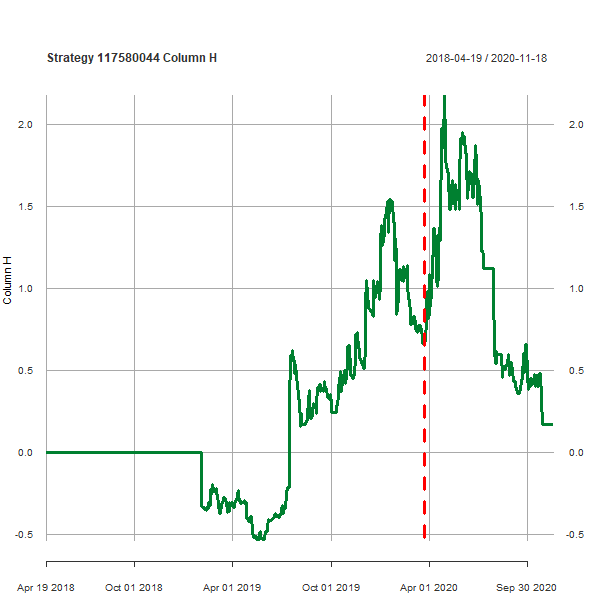 Strategy 117580044 Column H 2018-04-19 / 2020-11-18
2.0 2.0
1.5 1.5
1.0 1.0
0.5 0.5
0.0 0.0
-0.5 -0.5
Column H
Apr 19 2018 Oct 01 2018 Apr 01 2019 Oct 01 2019 Apr 01 2020 Sep 30 2020